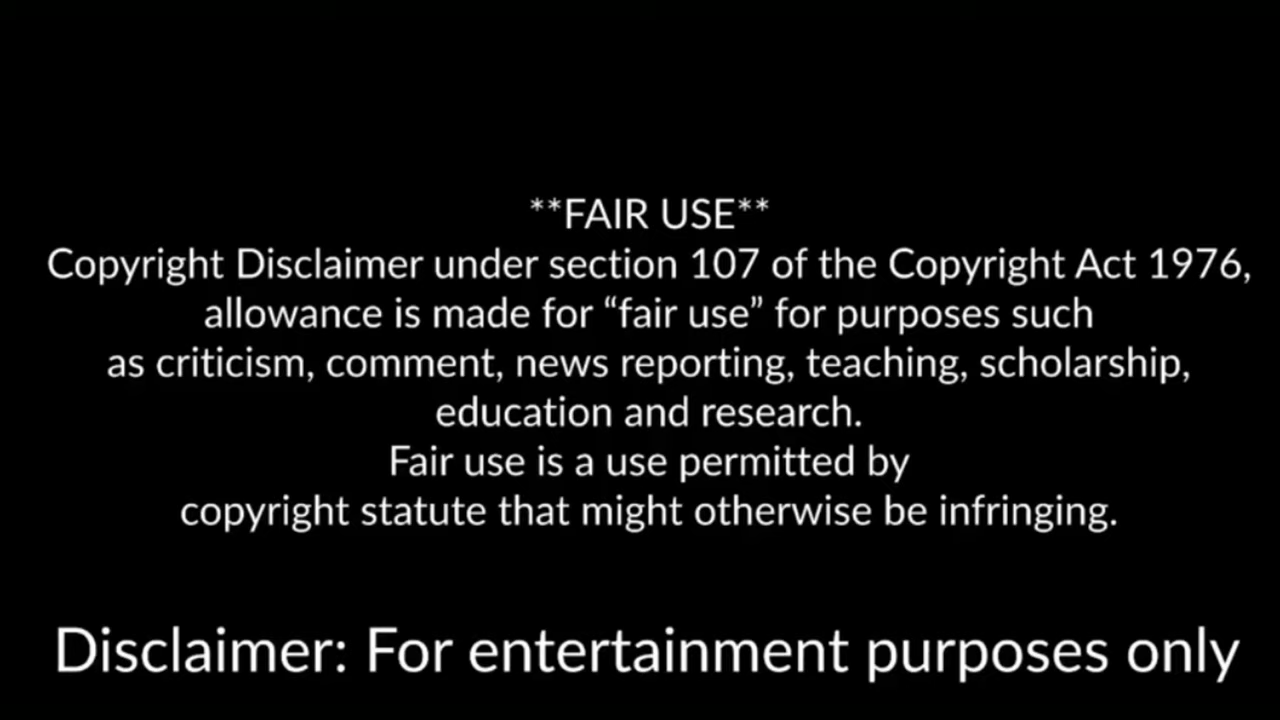 **FAIR USE**
Copyright Disclaimer under section 107 of the Copyright Act 1976,
allowance is made for “fair use” for purposes such
as criticism, comment, news reporting, teaching, scholarship,
education and research.
Fair use is a use permitted by
copyright statute that might otherwise be infringing.
Disclaimer: For entertainment purposes only